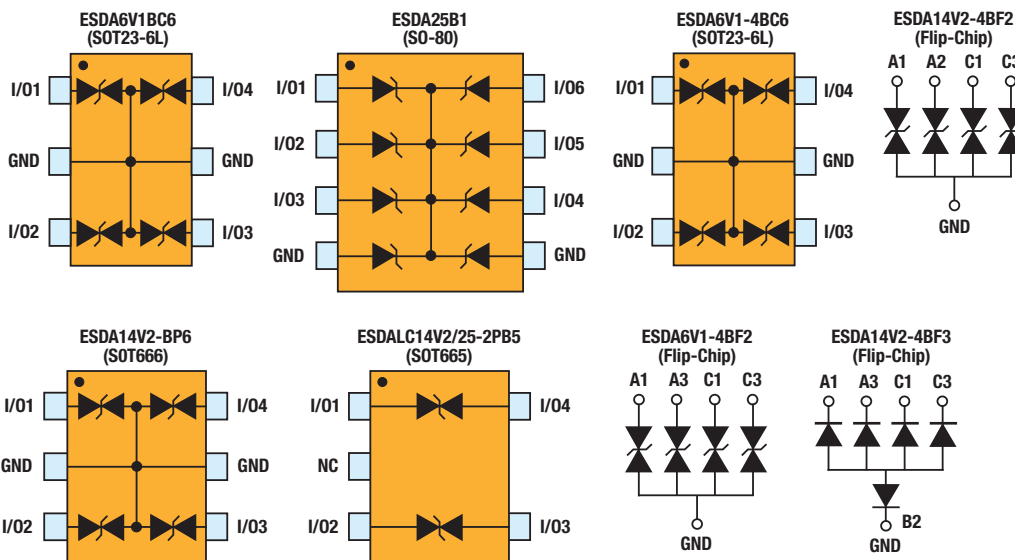 ESDA6V1BC6
(SOT23-6L)
I/O1
I/O4
GND
GND
I/O2
I/O3
ESDA25B1
(SO-80)
I/O1
I/O6
I/O2
I/O5
I/O3
I/O4
GND
GND
ESDA6V1-4BC6
(SOT23-6L)
I/O1
I/O4
GND
GND
I/O2
I/O3
ESDA14V2-4BF2
(Flip-Chip)
A1 A2 C1 C3
GND
ESDA14V2-BP6
(SOT666)
I/O1
I/O4
GND
GND
I/O2
I/O3
ESDALC14V2/25-2PB5
(SOT665)
I/O1
I/O4
NC
I/O2
I/O3
ESDA6V1-4BF2
(Flip-Chip)
A1 A3 C1 C3
GND
ESDA14V2-4BF3
(Flip-Chip)
A1 A3 C1 C3
B2
GND